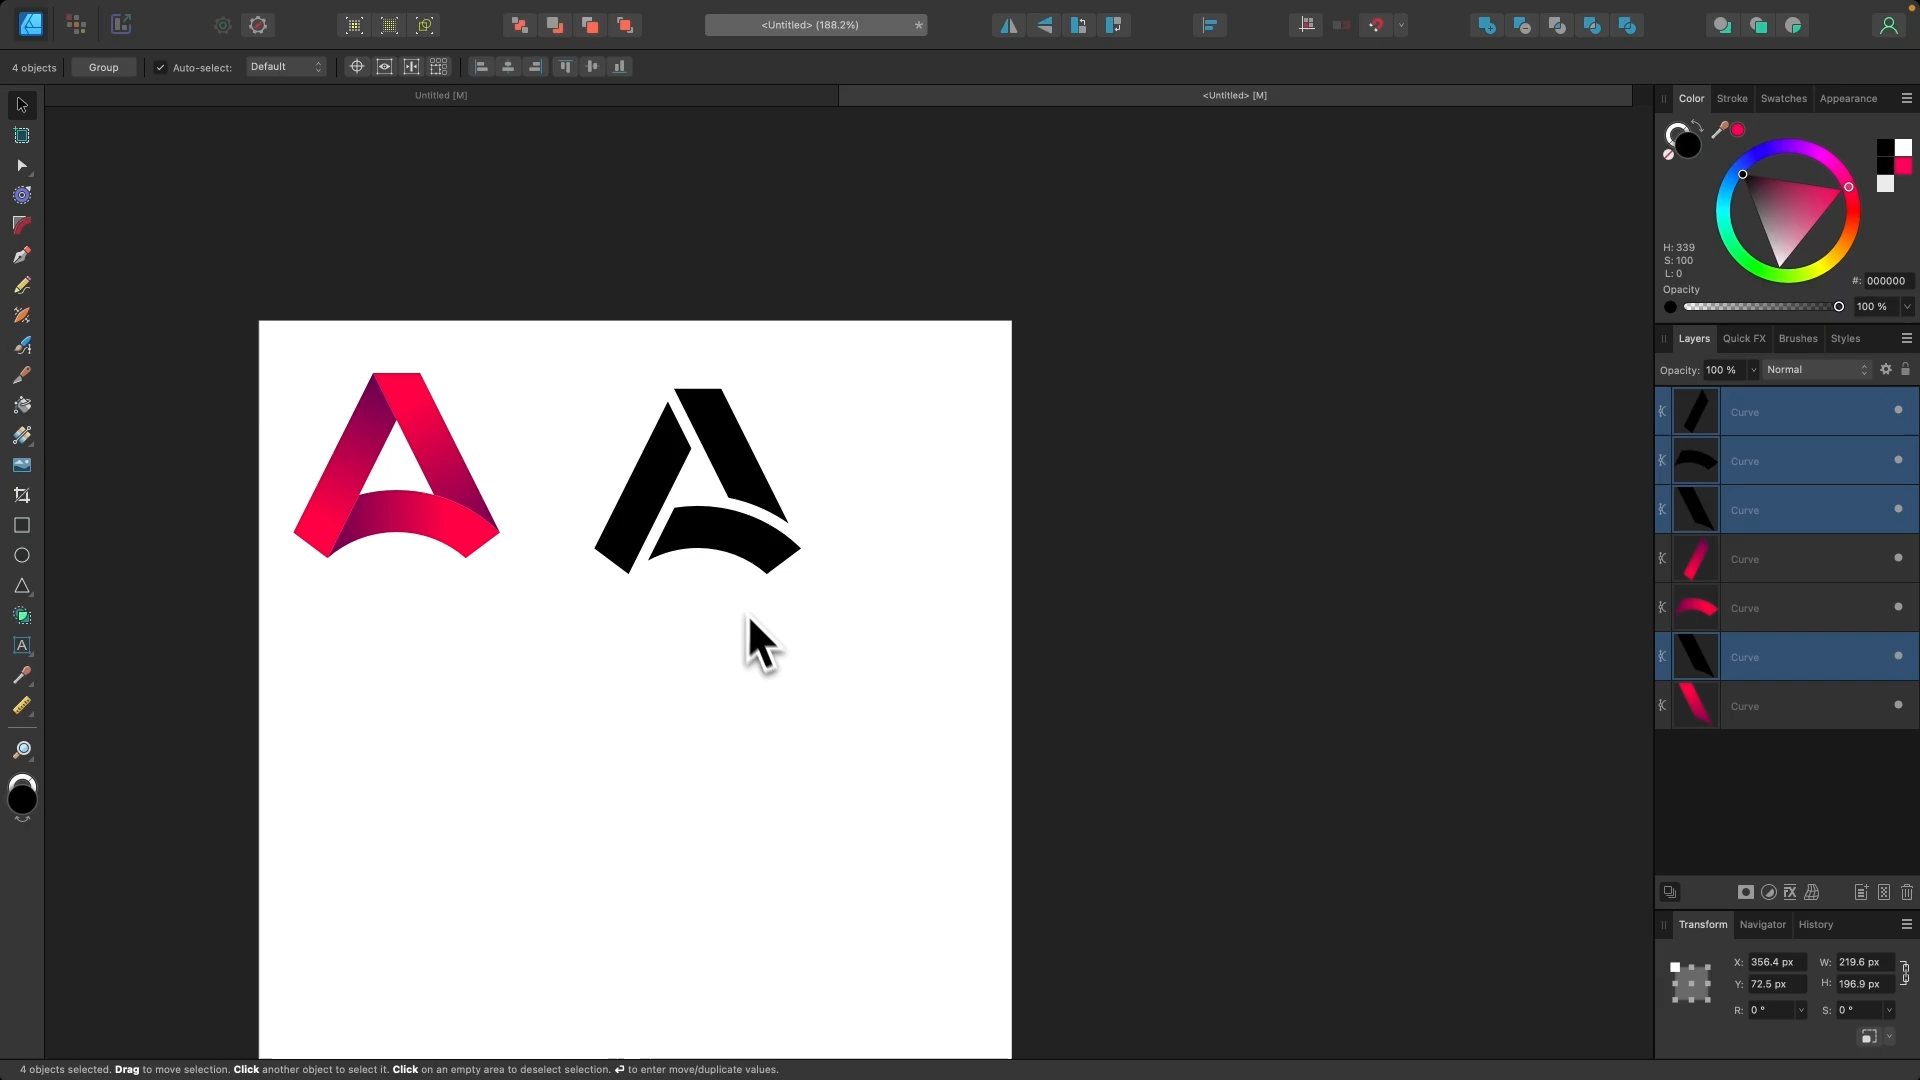 <Untitled> (188.2%)
*
4 objects
Group
Auto-select:
Default
Untitled [M]
<Untitled> [M]
Color
Stroke
Swatches
Appearance
H: 339
S: 100
L: 0
#: 000000
Opacity
100 %
Layers
Quick FX
Brushes
Styles
Opacity: 100 %
Normal
Curve
Curve
Curve
Curve
Curve
Curve
Curve
Transform
Navigator
History
X: 356.4 px
W: 219.6 px
Y: 72.5 px
H: 196.9 px
R: 0 °
S: 0 °
4 objects selected. Drag to move selection. Click another object to select it. Click on an empty area to deselect selection. ⏎ to enter move/duplicate values.